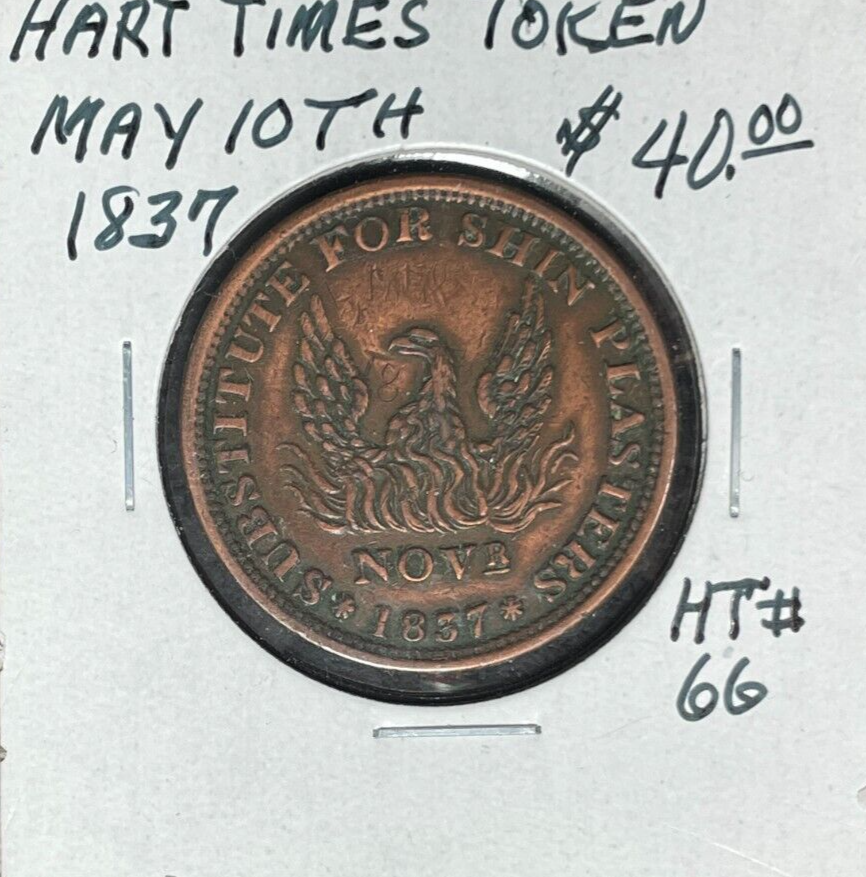 HART TIMES TOKEN
MAY 10TH
1837
$40.00
SUBSTITUTE FOR SHIN PLASTERS
NOVR
* 1837 *
HT#
66